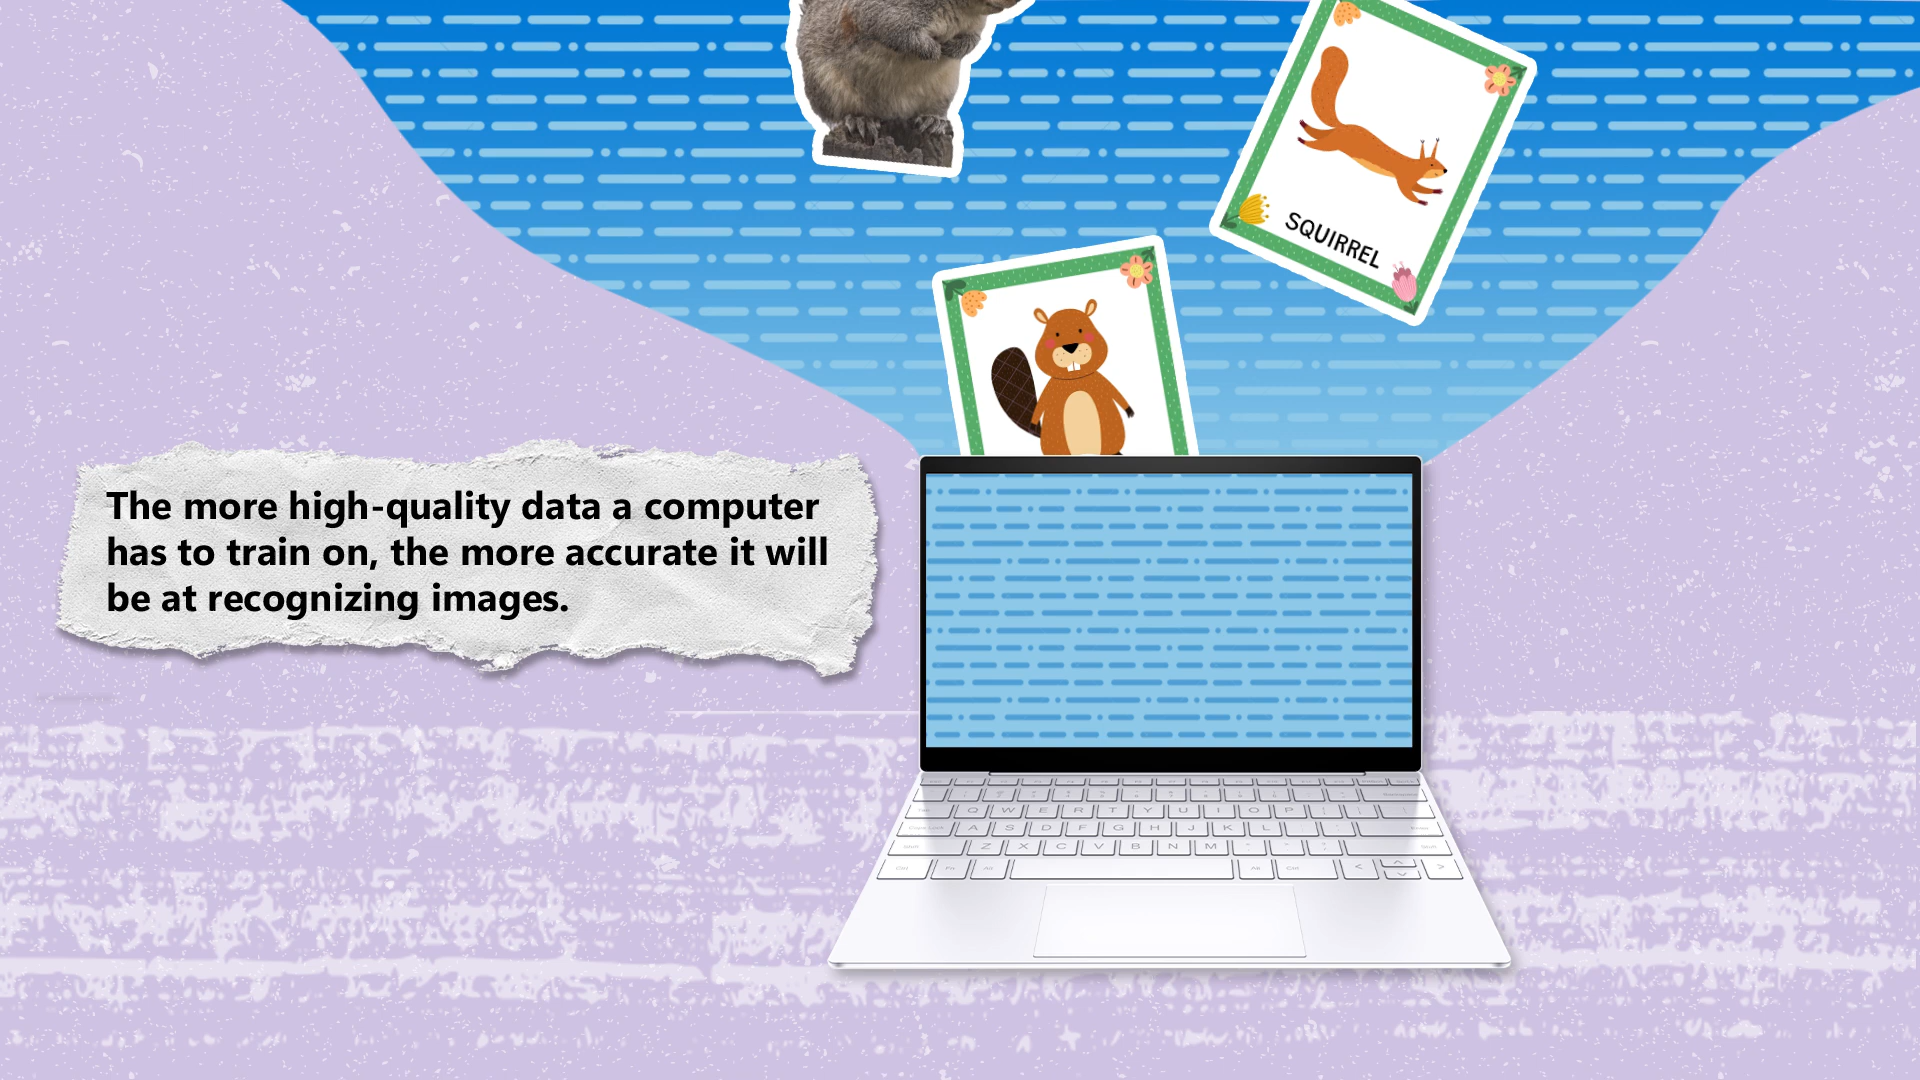 SQUIRREL
The more high-quality data a computer
has to train on, the more accurate it will
be at recognizing images.
Q W E R T Y U I O P
A S D F G H J K L
Z X C V B N M